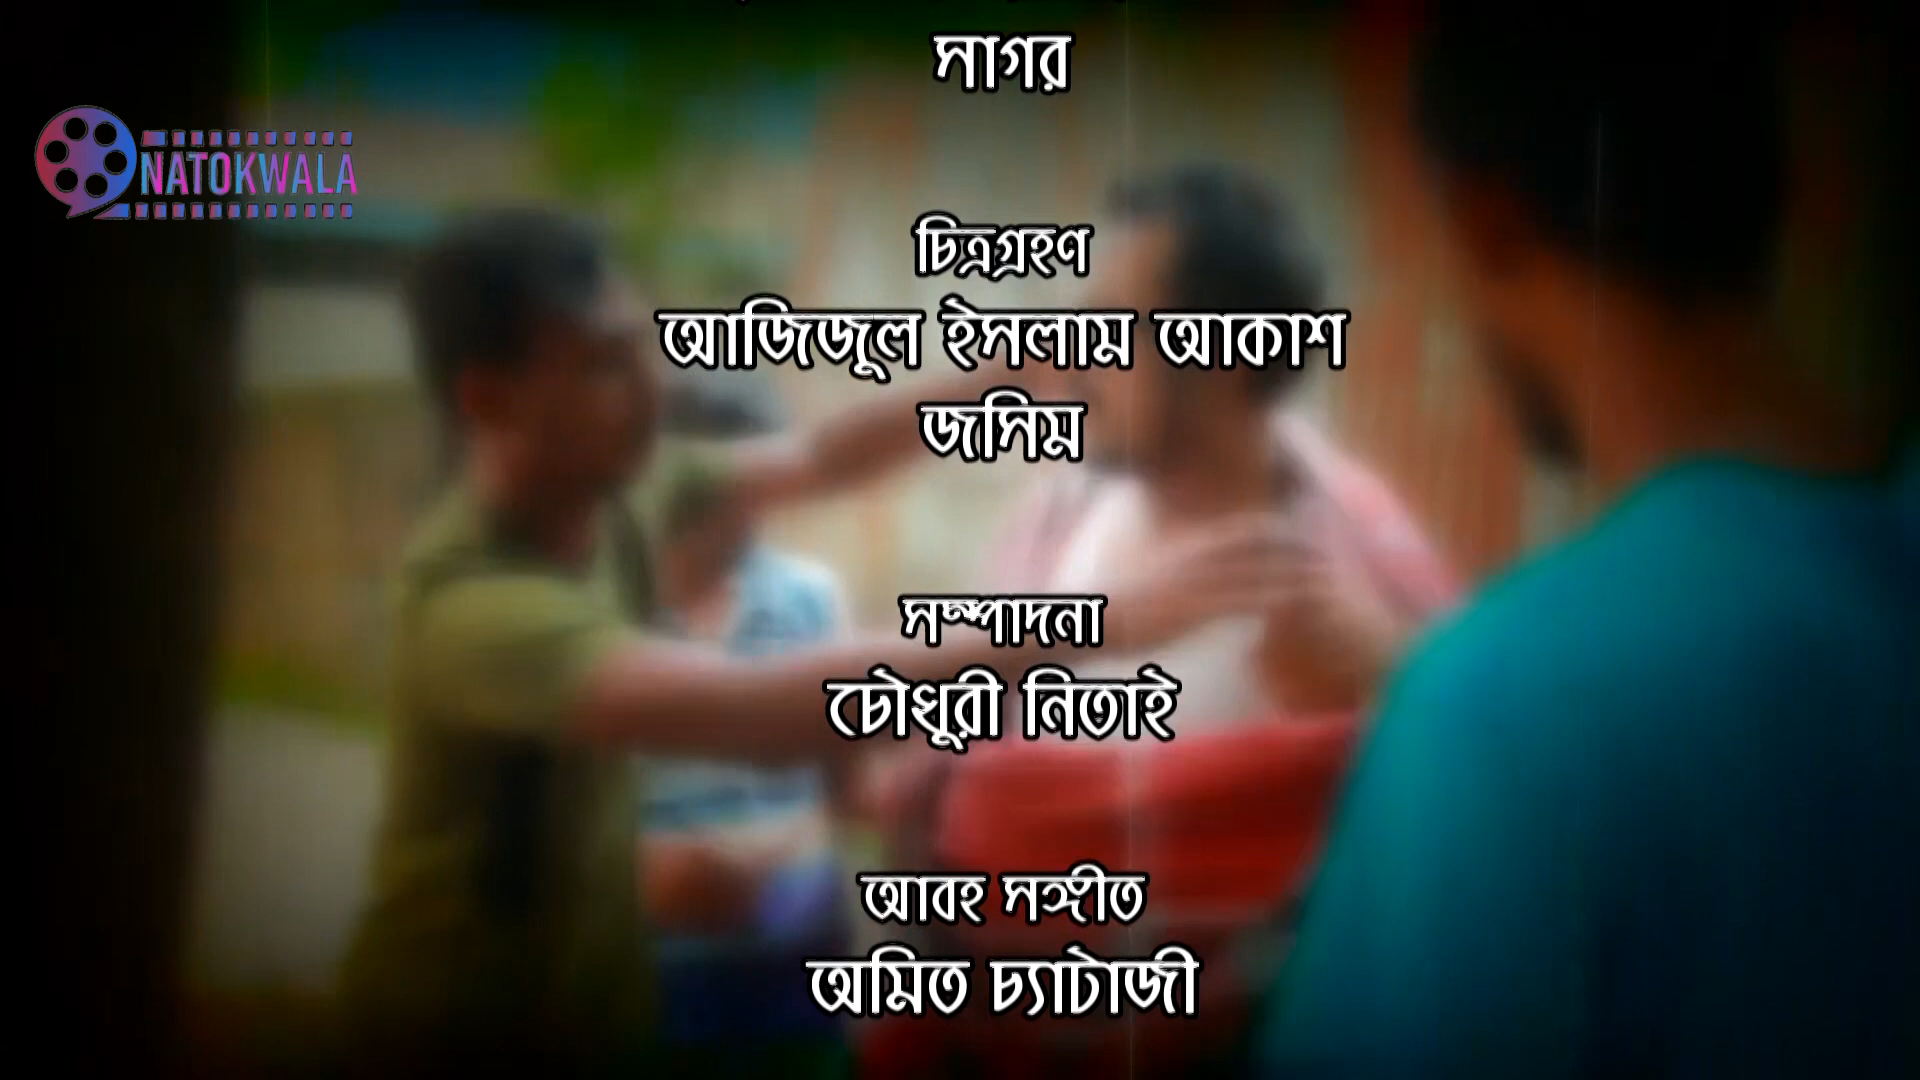 সাগর
NATOKWALA
চিত্রগ্রহণ
আজিজুল ইসলাম আকাশ
জসিম
সম্পাদনা
চৌধুরী নিতাই
আবহ সঙ্গীত
অমিত চ্যাটার্জী